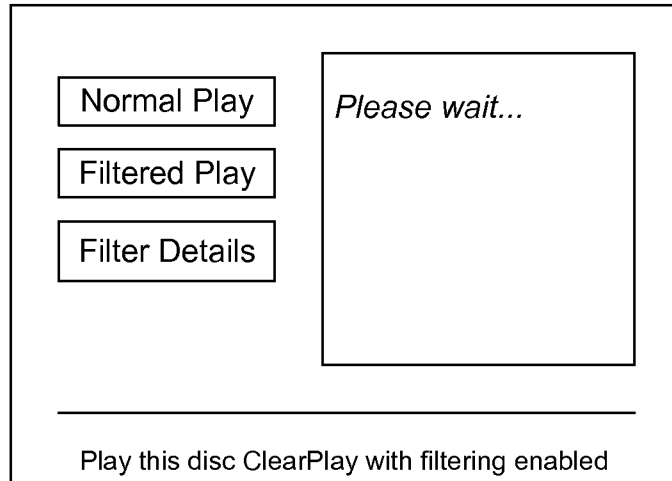 Normal Play
Filtered Play
Filter Details
Please wait...
Play this disc ClearPlay with filtering enabled